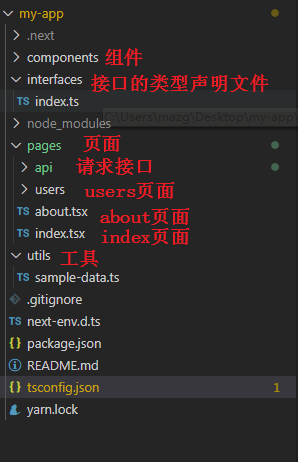 my-app
.next
components 组件
interfaces 接口的类型声明文件
TS index.ts
C:\Users\mazg\Desktop\my-app\
node_modules
pages 页面
api 请求接口
users users页面
TS about.tsx about页面
TS index.tsx index页面
utils 工具
TS sample-data.ts
.gitignore
TS next-env.d.ts
{} package.json
README.md
{} tsconfig.json 1
yarn.lock